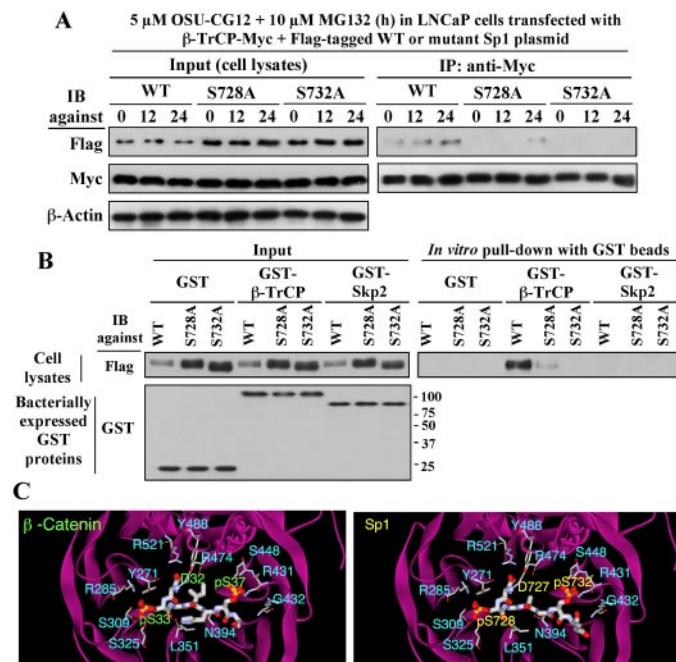 A
5 μM OSU-CG12 + 10 μM MG132 (h) in LNCaP cells transfected with
β-TrCP-Myc + Flag-tagged WT or mutant Sp1 plasmid
Input (cell lysates) IP: anti-Myc
IB against
WT S728A S732A WT S728A S732A
0 12 24 0 12 24 0 12 24 0 12 24 0 12 24 0 12 24
Flag
Myc
β-Actin
B
Input In vitro pull-down with GST beads
GST GST-β-TrCP GST-Skp2 GST GST-β-TrCP GST-Skp2
IB against
WT S728A S732A WT S728A S732A WT S728A S732A WT S728A S732A WT S728A S732A WT S728A S732A
Cell lysates Flag
Bacterially expressed GST proteins GST
100
75
50
37
25
C
β -Catenin
Y488
R521
R474
S448
Y271
D32
R431
R285
pS37
G432
S309
pS33
N394
S325
L351
Sp1
Y488
R521
R474
S448
Y271
D727
pS732
R431
R285
G432
S309
pS728
N394
S325
L351